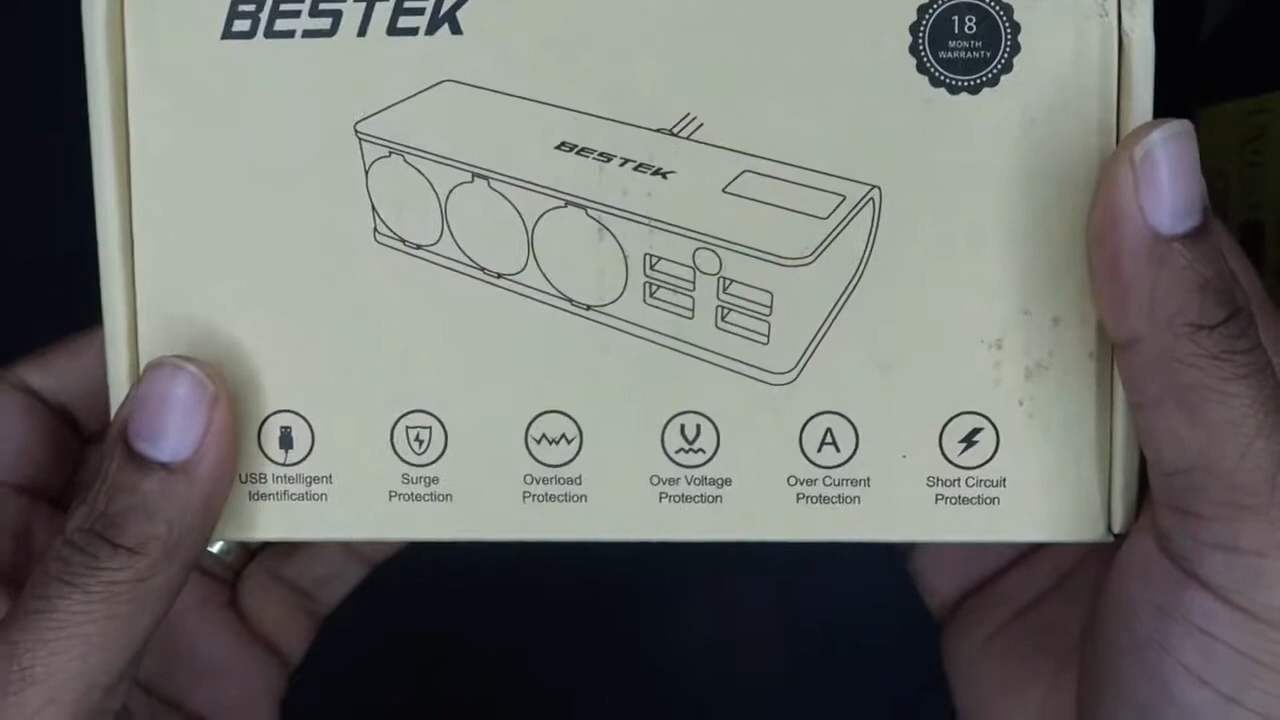 BESTEK
18
MONTH
WARRANTY
BESTEK
USB Intelligent
Identification
Surge
Protection
Overload
Protection
Over Voltage
Protection
A
Over Current
Protection
Short Circuit
Protection